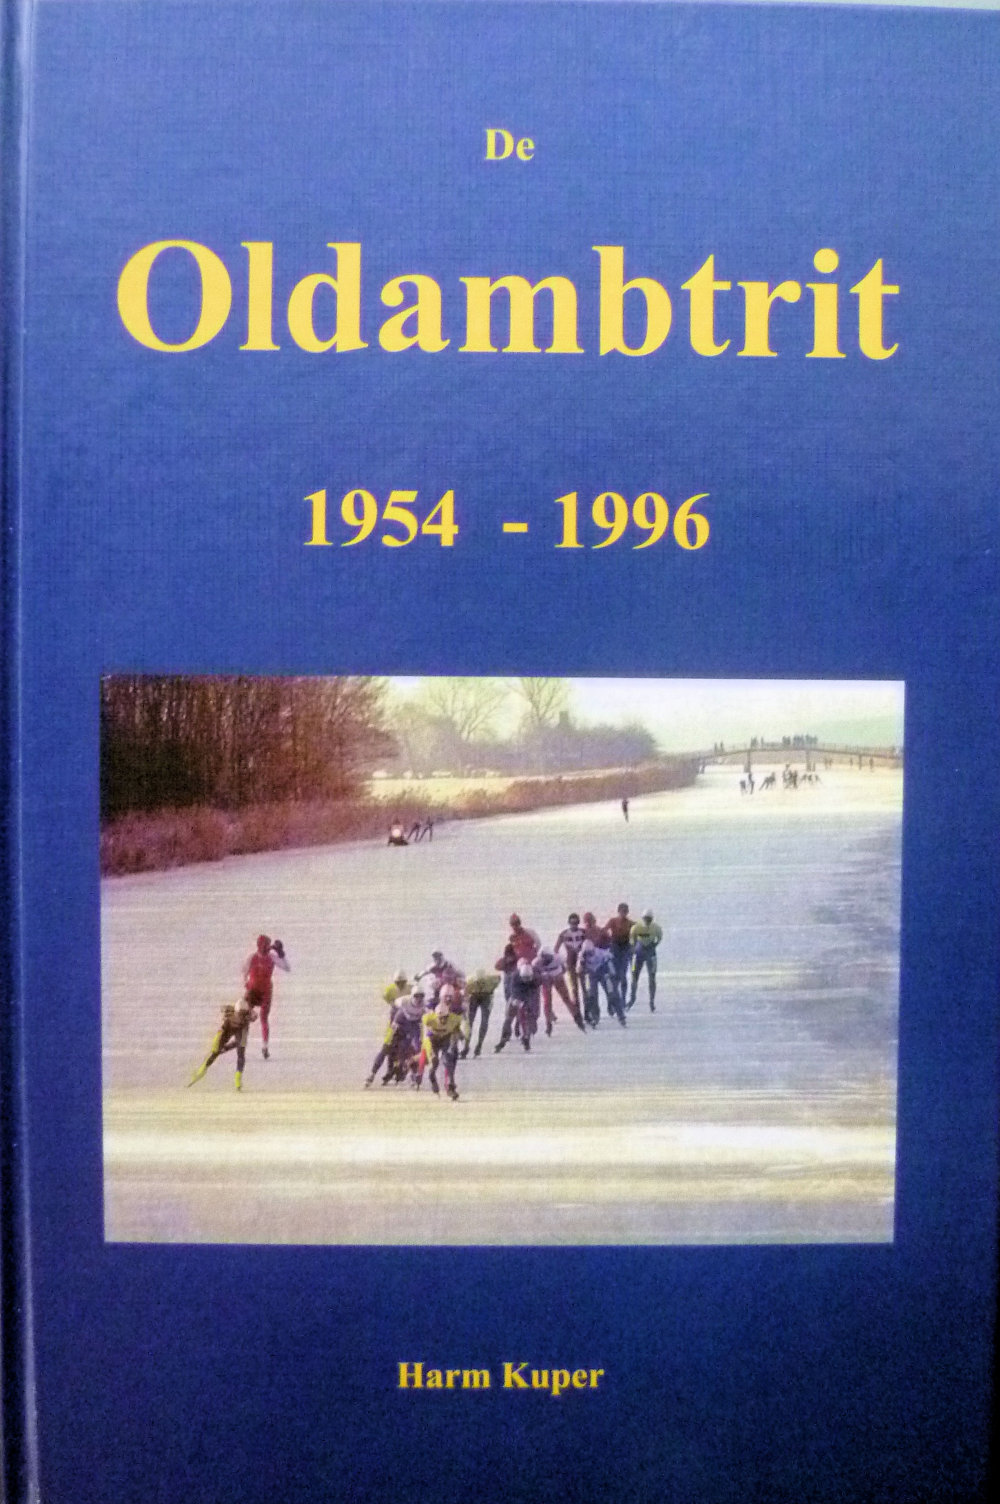 De
Oldambtrit
1954 - 1996
Harm Kuper